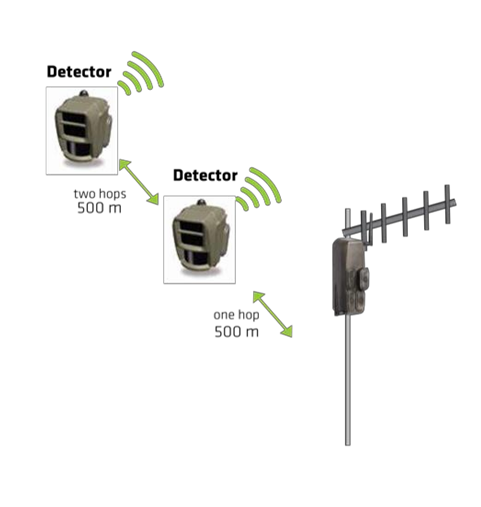 Detector
two hops
500 m
Detector
one hop
500 m